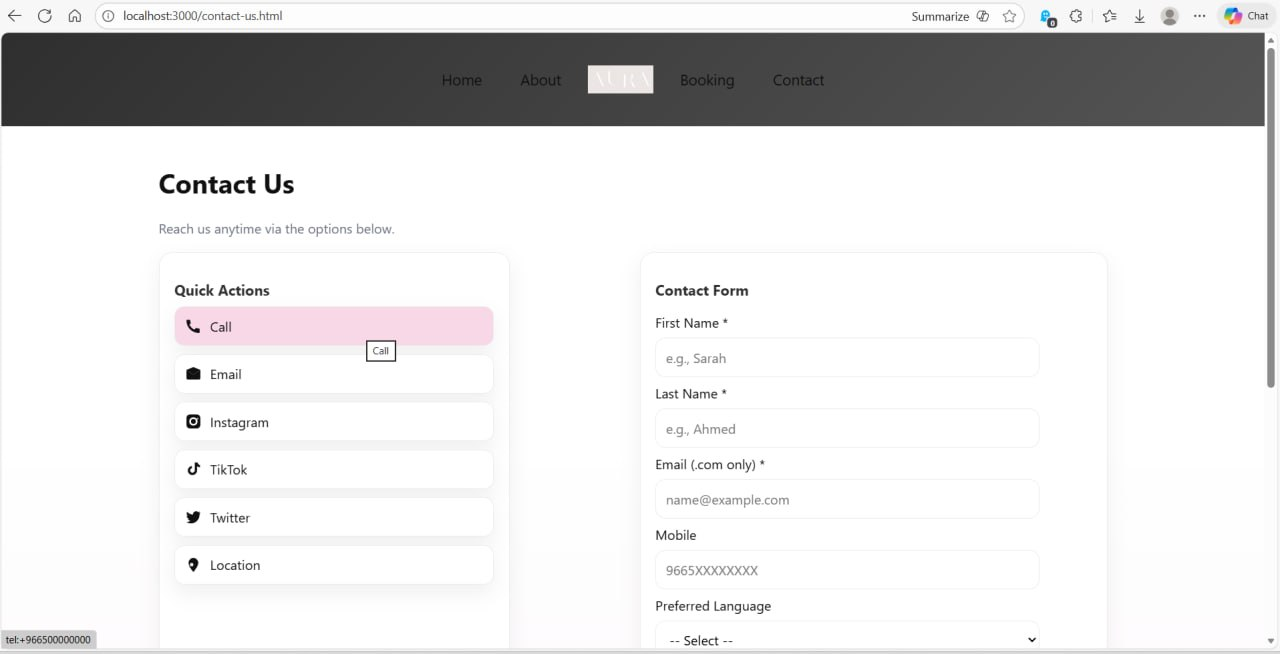 localhost:3000/contact-us.html
Summarize
0
Chat
Home
About
AURA
Booking
Contact
Contact Us
Reach us anytime via the options below.
Quick Actions
Call
Call
Email
Instagram
TikTok
Twitter
Location
Contact Form
First Name *
e.g., Sarah
Last Name *
e.g., Ahmed
Email (.com only) *
name@example.com
Mobile
9665XXXXXXXX
Preferred Language
-- Select --
tel:+966500000000